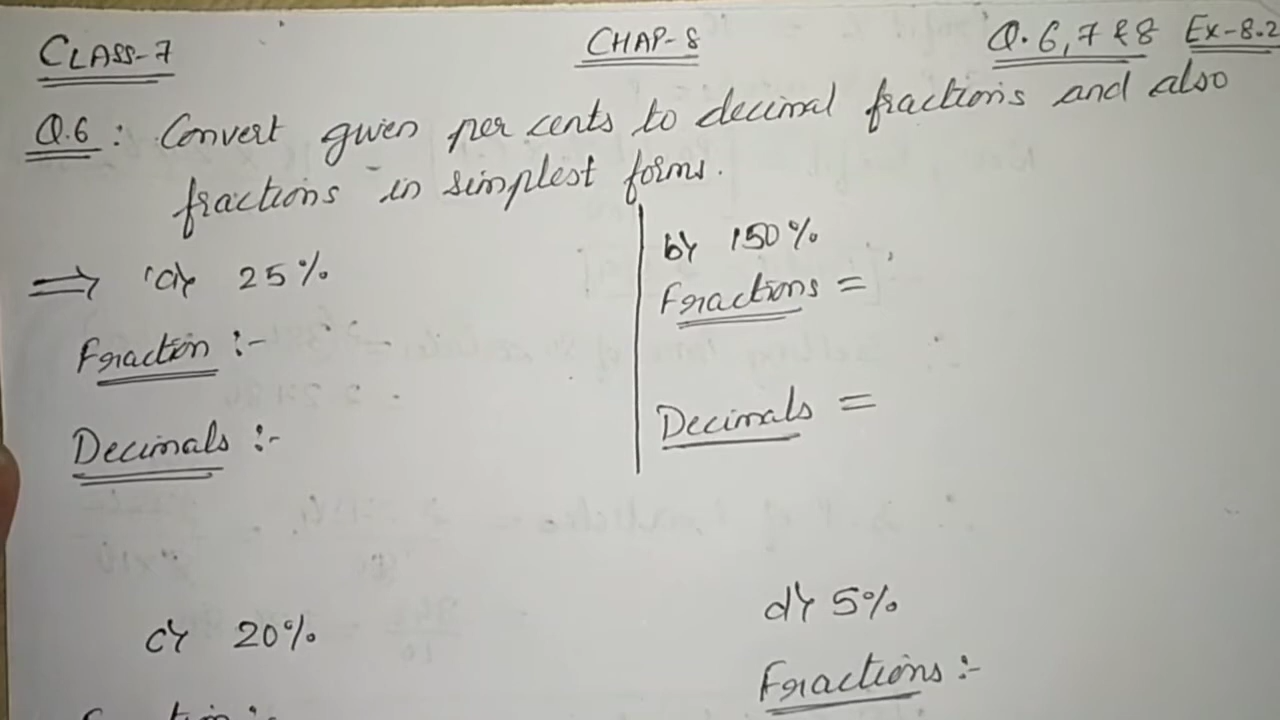 CLASS-7
CHAP-8
Q.6,7 & 8 Ex-8.2
Q.6 : Convert given per cents to decimal fractions and also
fractions in simplest forms.
⟹ a) 25%
Fraction :-
Decimals :-
b) 150%
Fractions =
Decimals =
c) 20%
d) 5%
Fractions :-